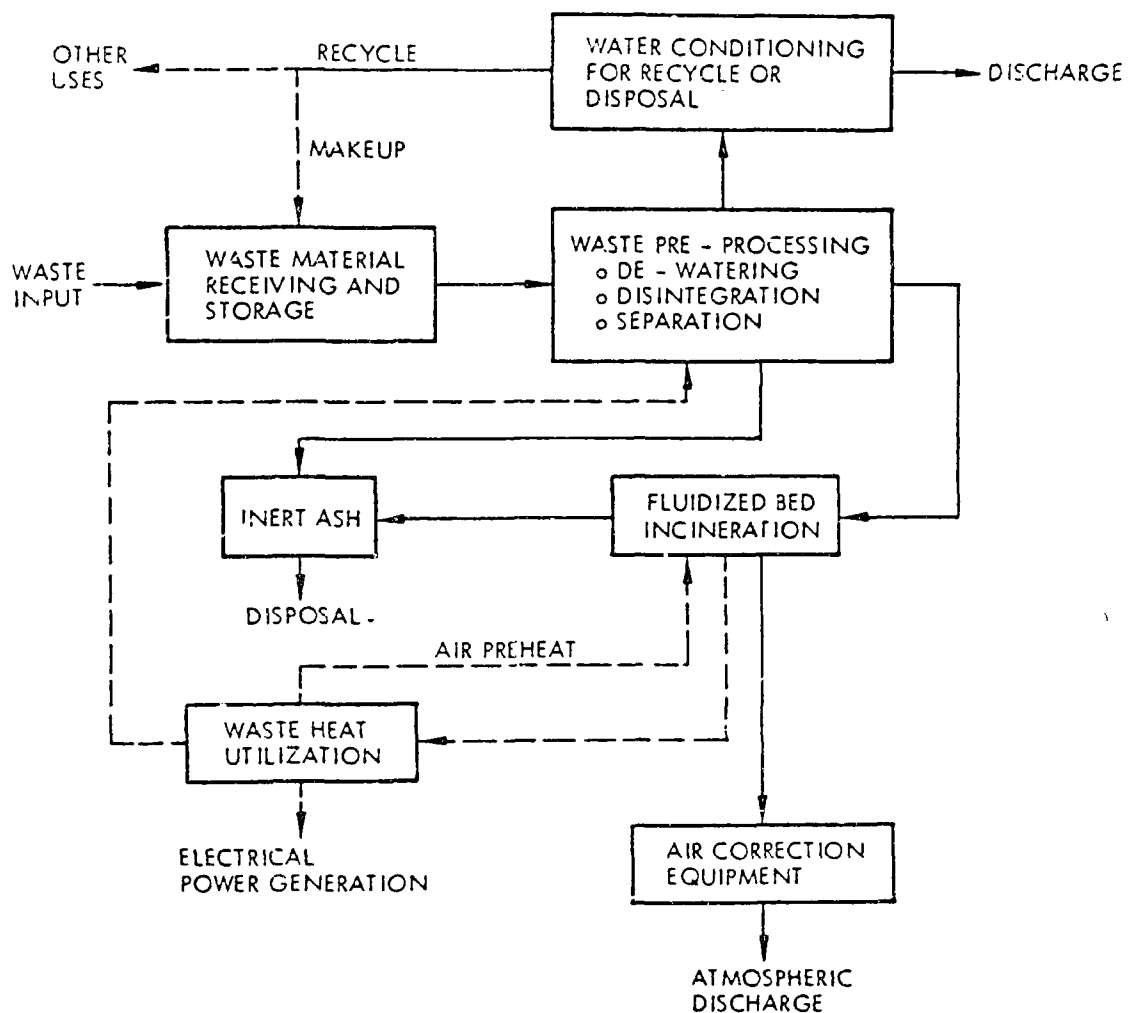 OTHER
USES
RECYCLE
WATER CONDITIONING
FOR RECYCLE OR
DISPOSAL
DISCHARGE
MAKEUP
WASTE
INPUT
WASTE MATERIAL
RECEIVING AND
STORAGE
WASTE PRE - PROCESSING
o DE - WATERING
o DISINTEGRATION
o SEPARATION
INERT ASH
FLUIDIZED BED
INCINERATION
DISPOSAL.
AIR PREHEAT
WASTE HEAT
UTILIZATION
ELECTRICAL
POWER GENERATION
AIR CORRECTION
EQUIPMENT
ATMOSPHERIC
DISCHARGE